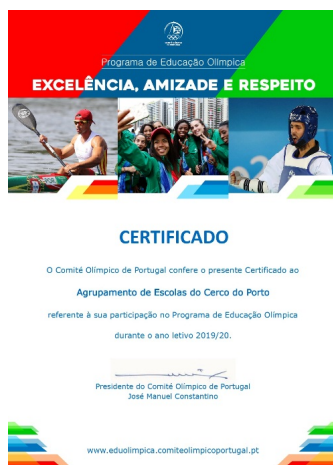 Programa de Educação Olímpica
EXCELÊNCIA, AMIZADE E RESPEITO
CERTIFICADO
O Comité Olímpico de Portugal confere o presente Certificado ao
Agrupamento de Escolas do Cerco do Porto
referente à sua participação no Programa de Educação Olímpica
durante o ano letivo 2019/20.
Presidente do Comité Olímpico de Portugal
José Manuel Constantino
www.eduolimpica.comiteolimpicoportugal.pt